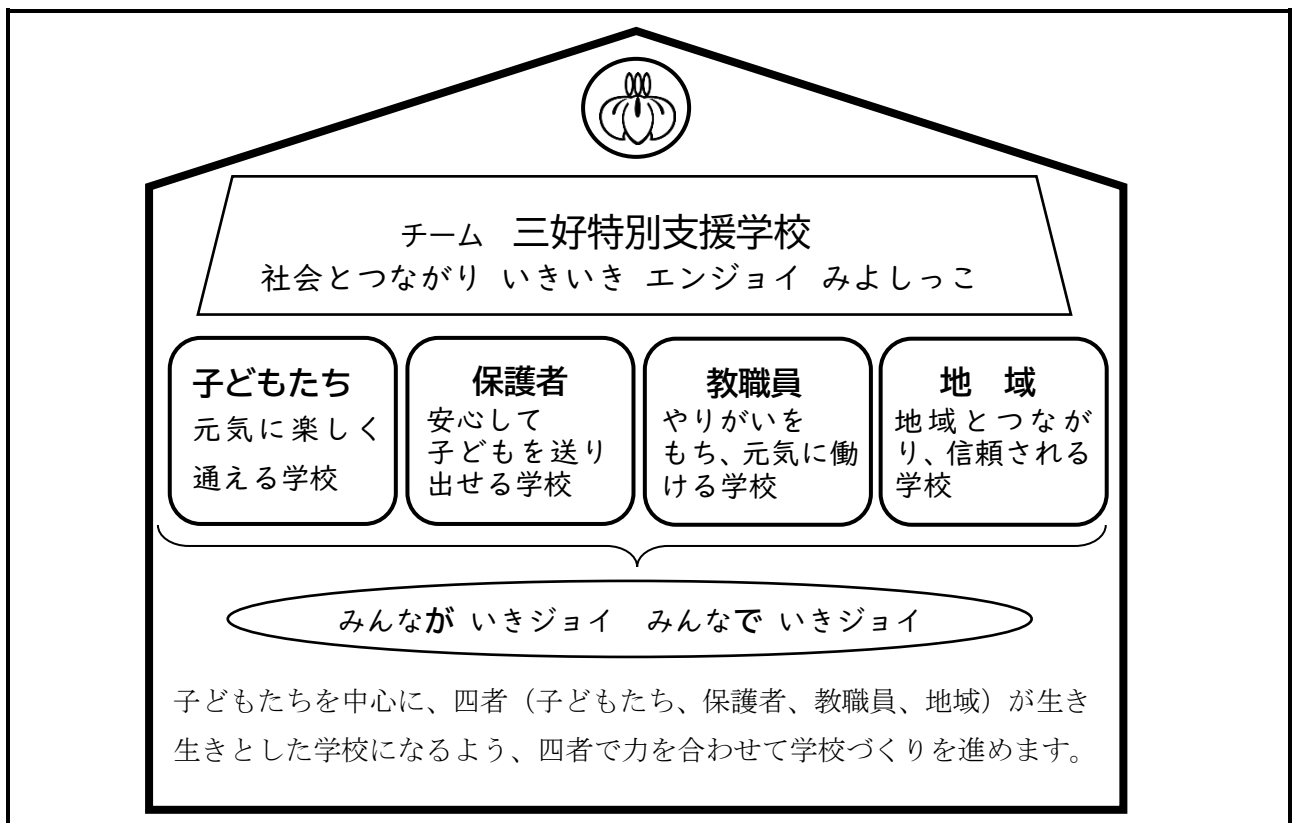 チーム 三好特別支援学校
社会とつながり いきいき エンジョイ みよしっこ
子どもたち
元気に楽しく
通える学校
保護者
安心して
子どもを送り
出せる学校
教職員
やりがいを
もち、元気に働
ける学校
地　域
地域とつなが
り、信頼される
学校
みんなが いきジョイ　みんなで いきジョイ
子どもたちを中心に、四者（子どもたち、保護者、教職員、地域）が生き
生きとした学校になるよう、四者で力を合わせて学校づくりを進めます。